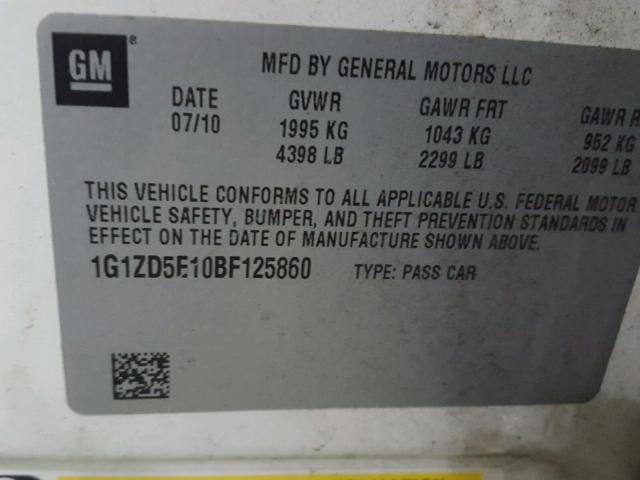 GM ®
MFD BY GENERAL MOTORS LLC
DATE GVWR GAWR FRT GAWR R
07/10 1995 KG 1043 KG 952 KG
4398 LB 2299 LB 2099 LB
THIS VEHICLE CONFORMS TO ALL APPLICABLE U.S. FEDERAL MOTOR
VEHICLE SAFETY, BUMPER, AND THEFT PREVENTION STANDARDS IN
EFFECT ON THE DATE OF MANUFACTURE SHOWN ABOVE.
1G1ZD5E10BF125860 TYPE: PASS CAR